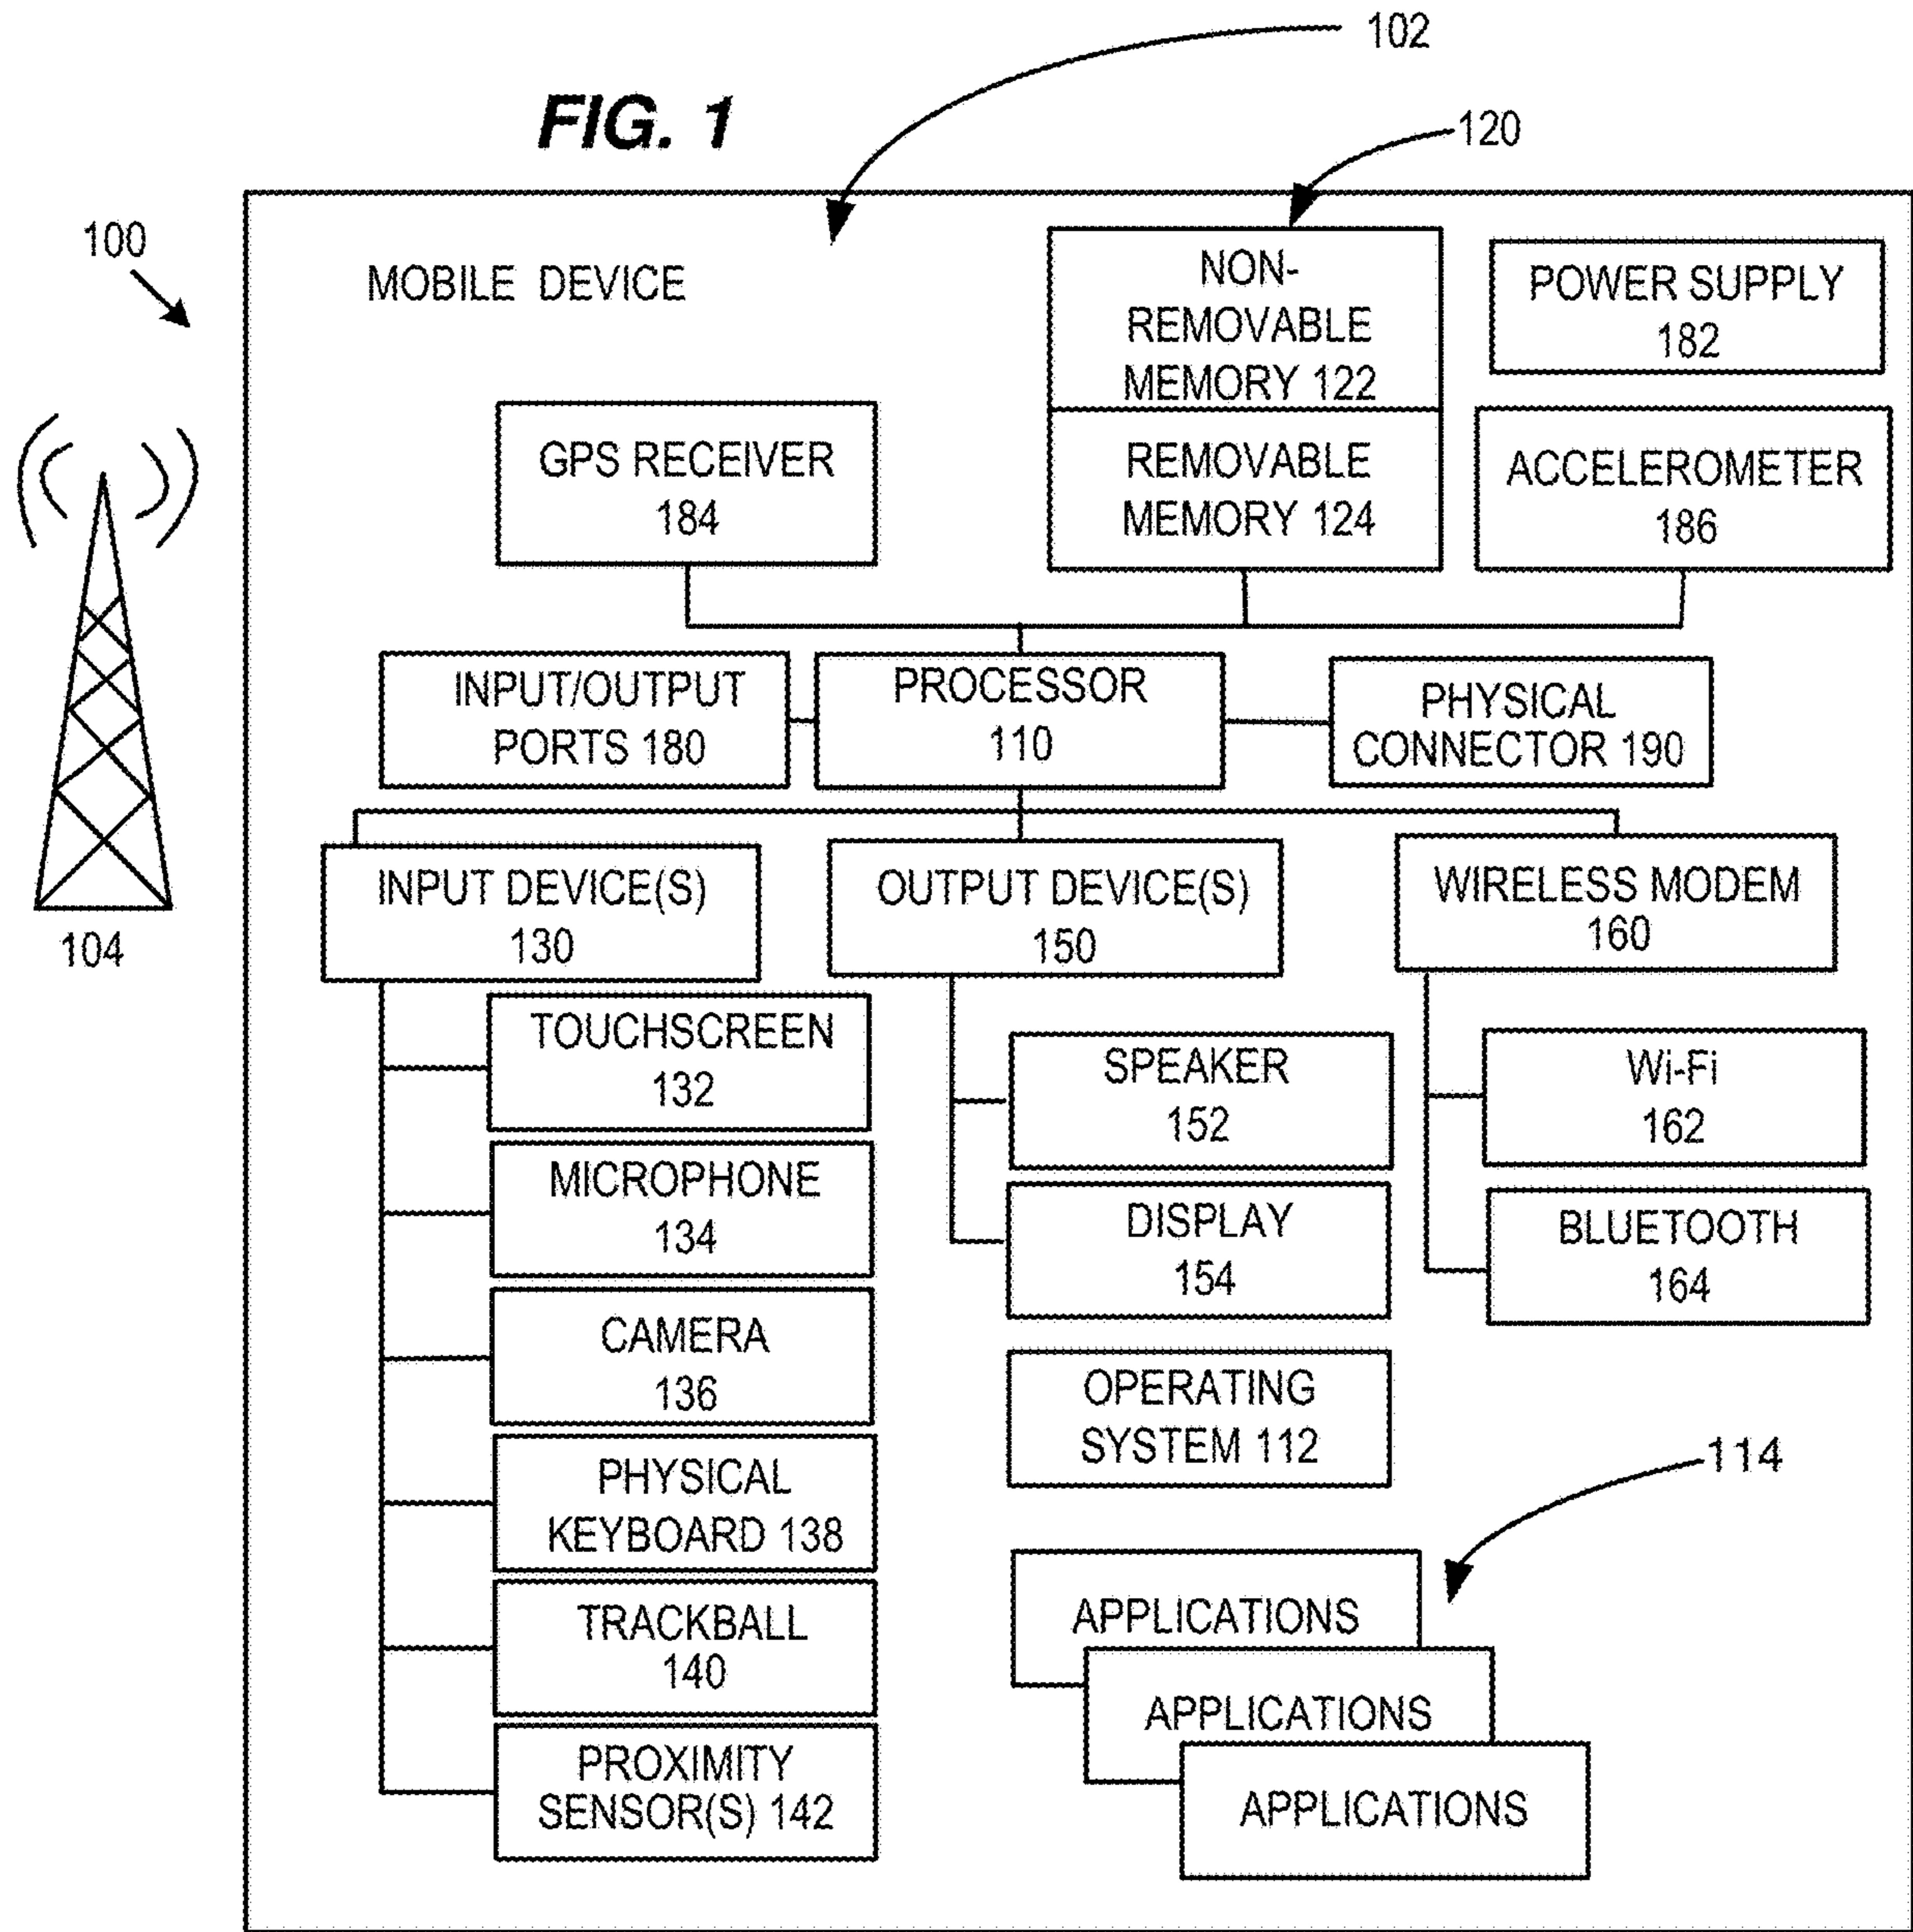 102
FIG. 1
120
100
MOBILE DEVICE
NON-
REMOVABLE
MEMORY 122
POWER SUPPLY
182
GPS RECEIVER
184
REMOVABLE
MEMORY 124
ACCELEROMETER
186
INPUT/OUTPUT
PORTS 180
PROCESSOR
110
PHYSICAL
CONNECTOR 190
104
INPUT DEVICE(S)
130
OUTPUT DEVICE(S)
150
WIRELESS MODEM
160
TOUCHSCREEN
132
MICROPHONE
134
CAMERA
136
PHYSICAL
KEYBOARD 138
TRACKBALL
140
PROXIMITY
SENSOR(S) 142
SPEAKER
152
DISPLAY
154
Wi-Fi
162
BLUETOOTH
164
OPERATING
SYSTEM 112
114
APPLICATIONS
APPLICATIONS
APPLICATIONS